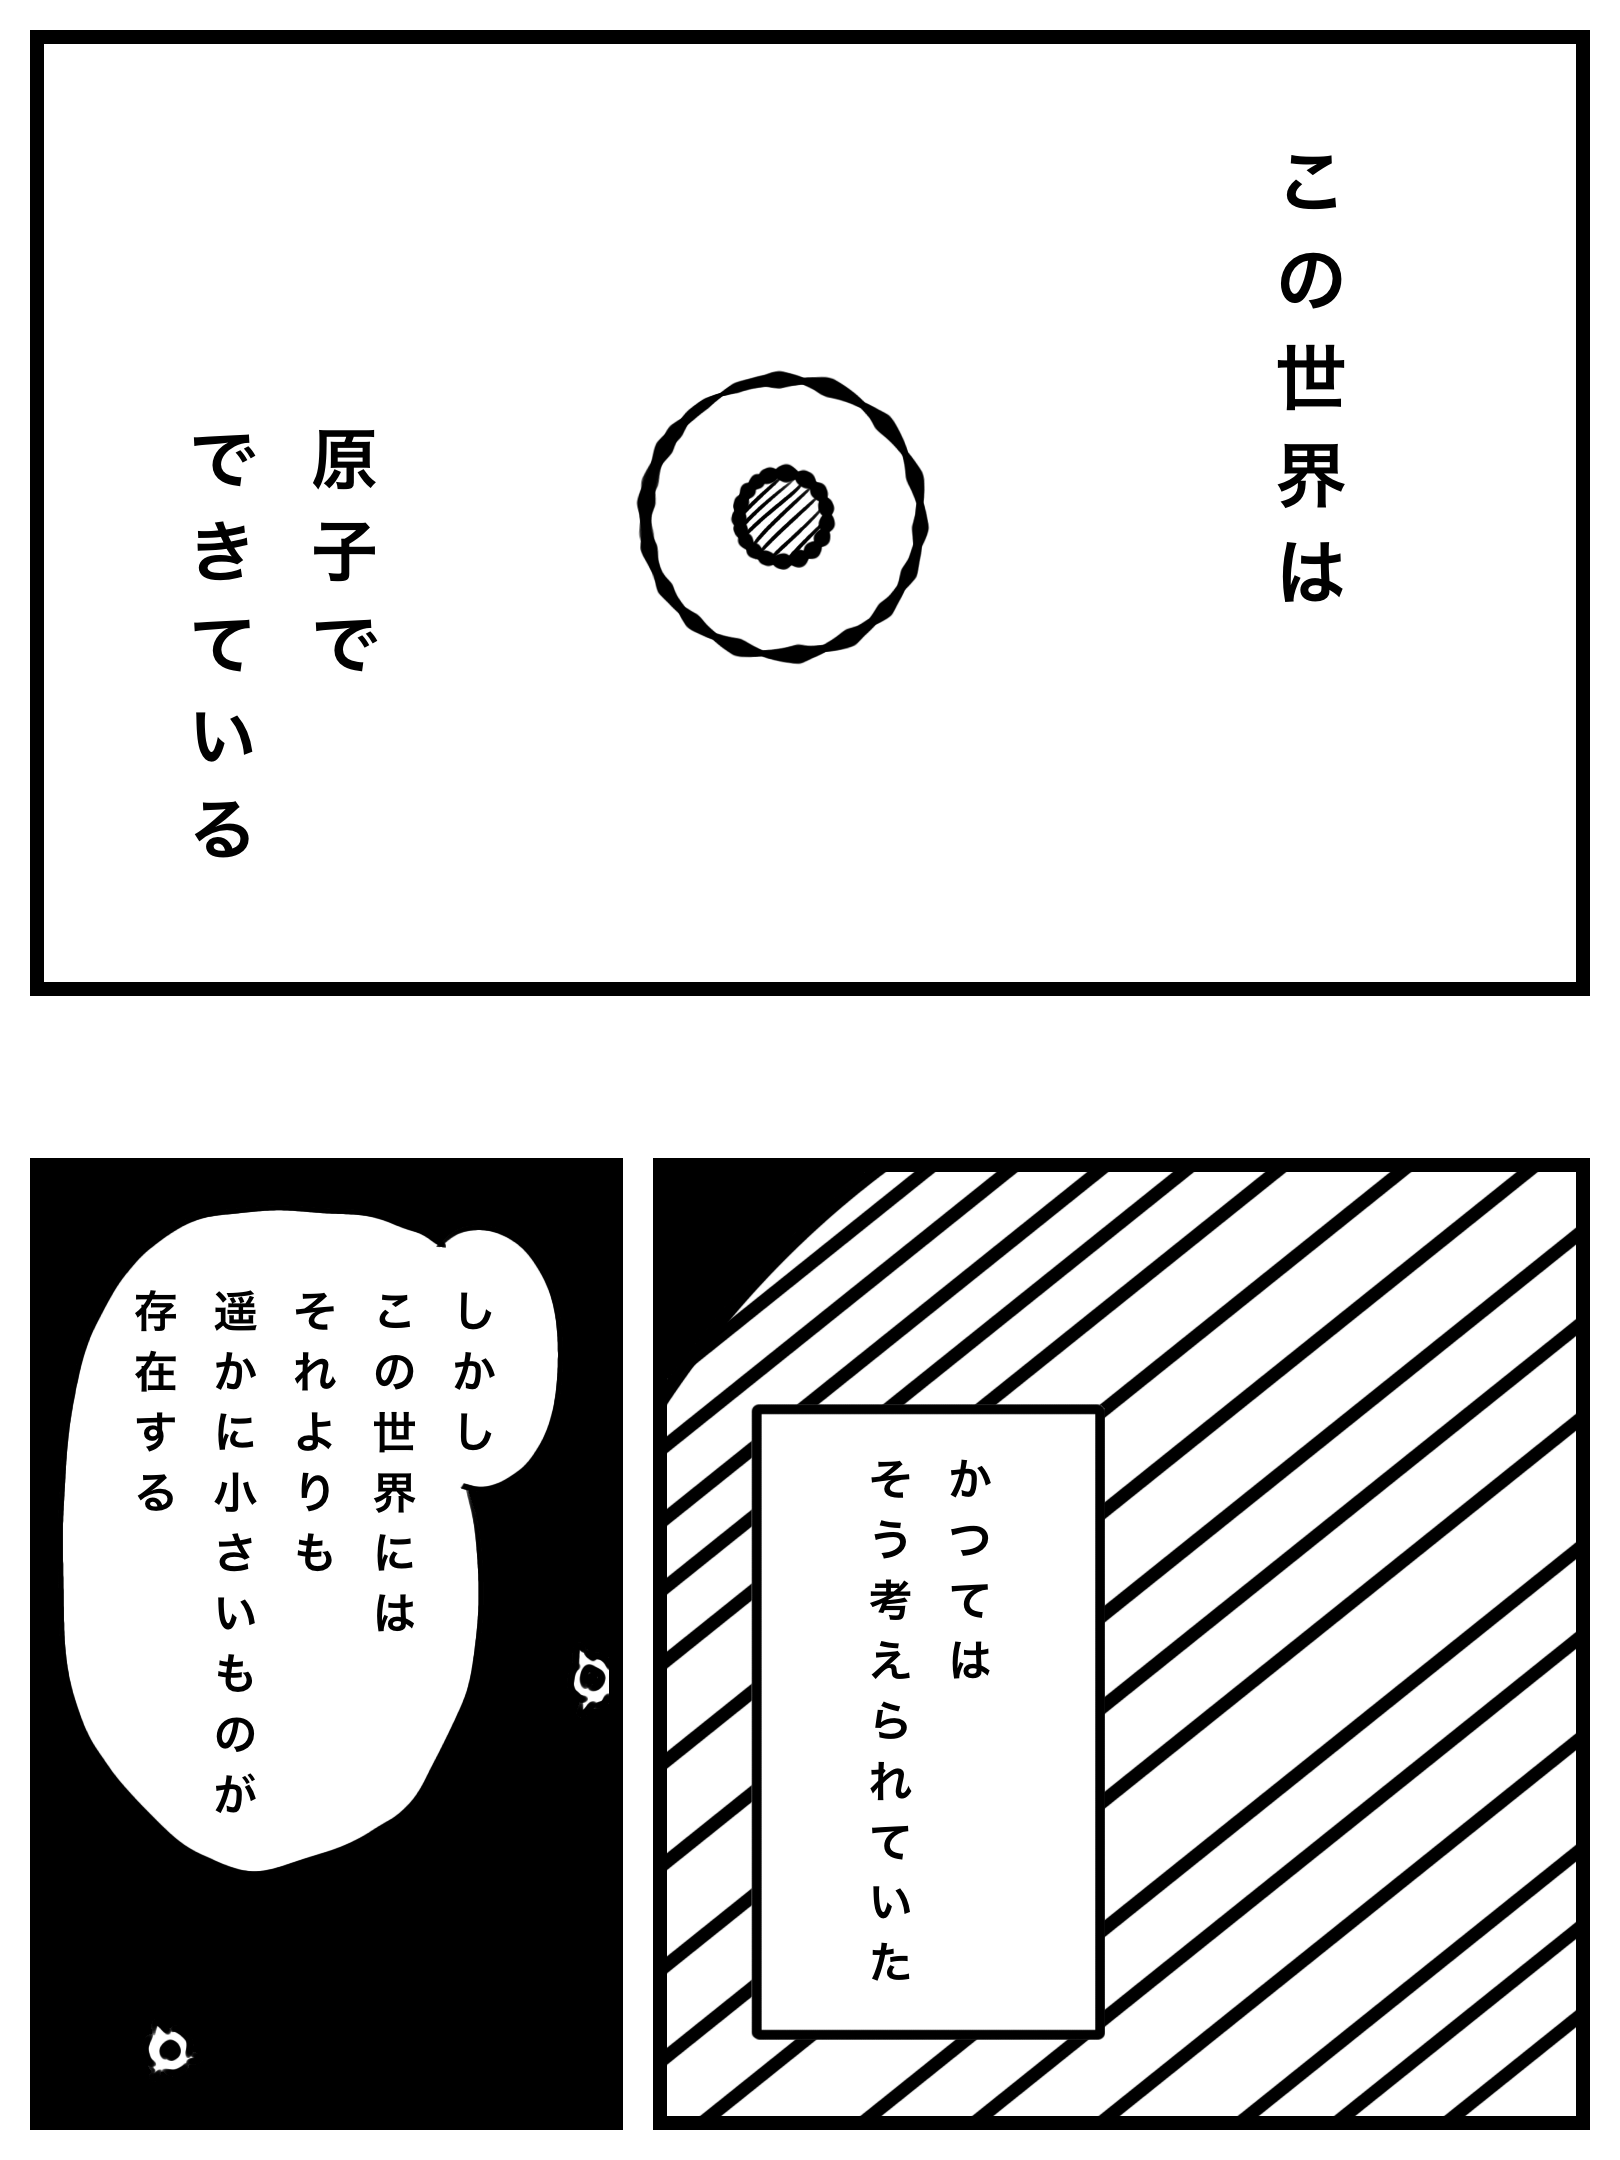 この世界は
原子で
できている
かつては
そう考えられていた
しかし
この世界には
それよりも
遥かに小さいものが
存在する